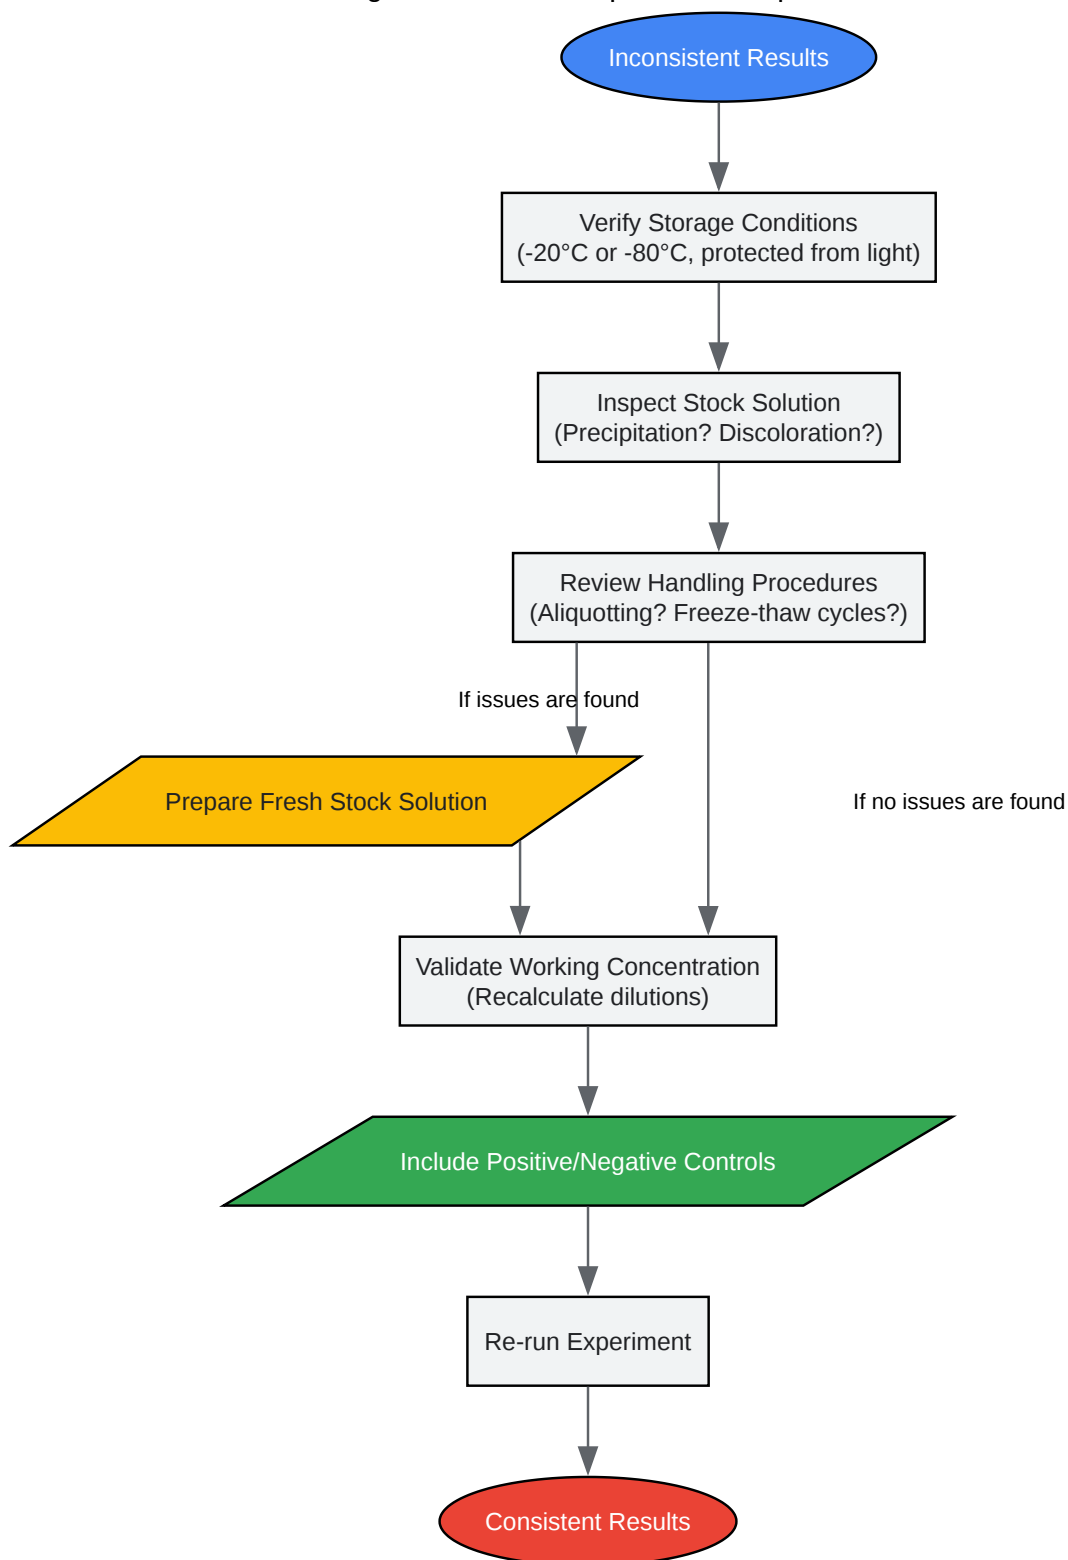 Inconsistent Results
Verify Storage Conditions
(-20°C or -80°C, protected from light)
Inspect Stock Solution
(Precipitation? Discoloration?)
Review Handling Procedures
(Aliquotting? Freeze-thaw cycles?)
If issues are found
Prepare Fresh Stock Solution
If no issues are found
Validate Working Concentration
(Recalculate dilutions)
Include Positive/Negative Controls
Re-run Experiment
Consistent Results